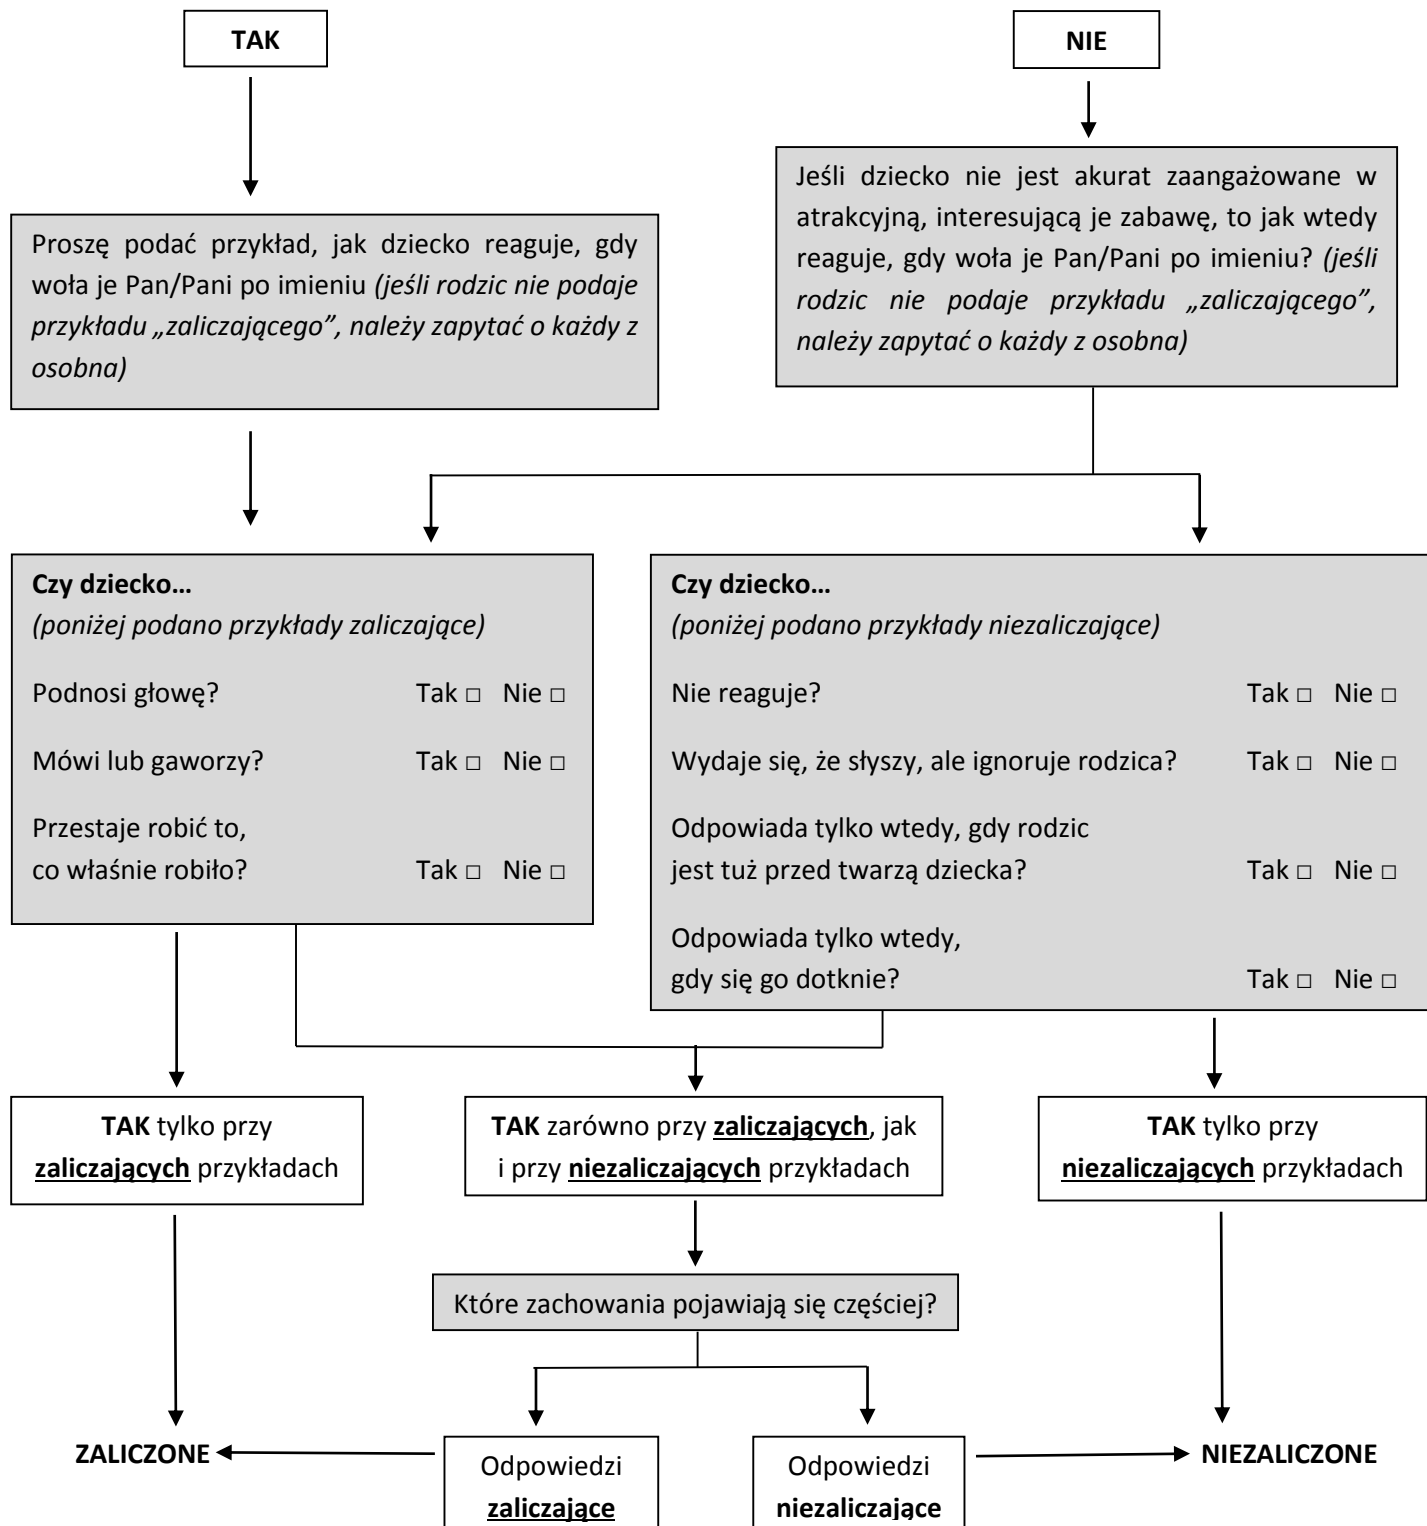 TAK
NIE
Proszę podać przykład, jak dziecko reaguje, gdy
woła je Pan/Pani po imieniu (jeśli rodzic nie podaje
przykładu „zaliczającego”, należy zapytać o każdy z
osobna)
Jeśli dziecko nie jest akurat zaangażowane w
atrakcyjną, interesującą je zabawę, to jak wtedy
reaguje, gdy woła je Pan/Pani po imieniu? (jeśli
rodzic nie podaje przykładu „zaliczającego”,
należy zapytać o każdy z osobna)
Czy dziecko…
(poniżej podano przykłady zaliczające)
Podnosi głowę? Tak □ Nie □
Mówi lub gaworzy? Tak □ Nie □
Przestaje robić to,
co właśnie robiło? Tak □ Nie □
Czy dziecko…
(poniżej podano przykłady niezaliczające)
Nie reaguje? Tak □ Nie □
Wydaje się, że słyszy, ale ignoruje rodzica? Tak □ Nie □
Odpowiada tylko wtedy, gdy rodzic
jest tuż przed twarzą dziecka? Tak □ Nie □
Odpowiada tylko wtedy,
gdy się go dotknie? Tak □ Nie □
TAK tylko przy
zaliczających przykładach
TAK zarówno przy zaliczających, jak
i przy niezaliczających przykładach
TAK tylko przy
niezaliczających przykładach
Które zachowania pojawiają się częściej?
ZALICZONE
Odpowiedzi
zaliczające
Odpowiedzi
niezaliczające
NIEZALICZONE